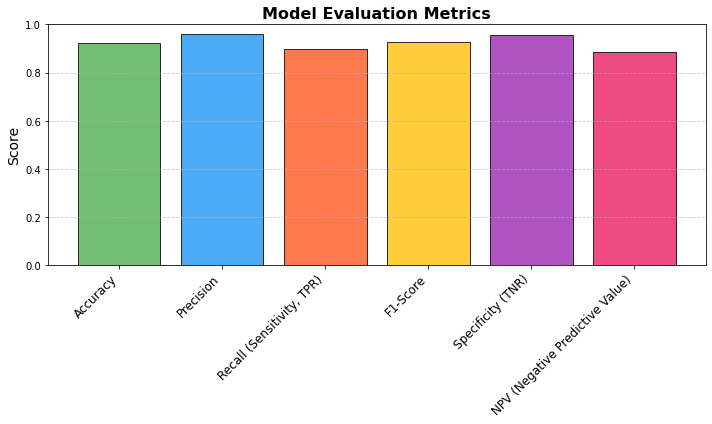 Model Evaluation Metrics
Score
1.0
0.8
0.6
0.4
0.2
0.0
Accuracy
Precision
Recall (Sensitivity, TPR)
F1-Score
Specificity (TNR)
NPV (Negative Predictive Value)